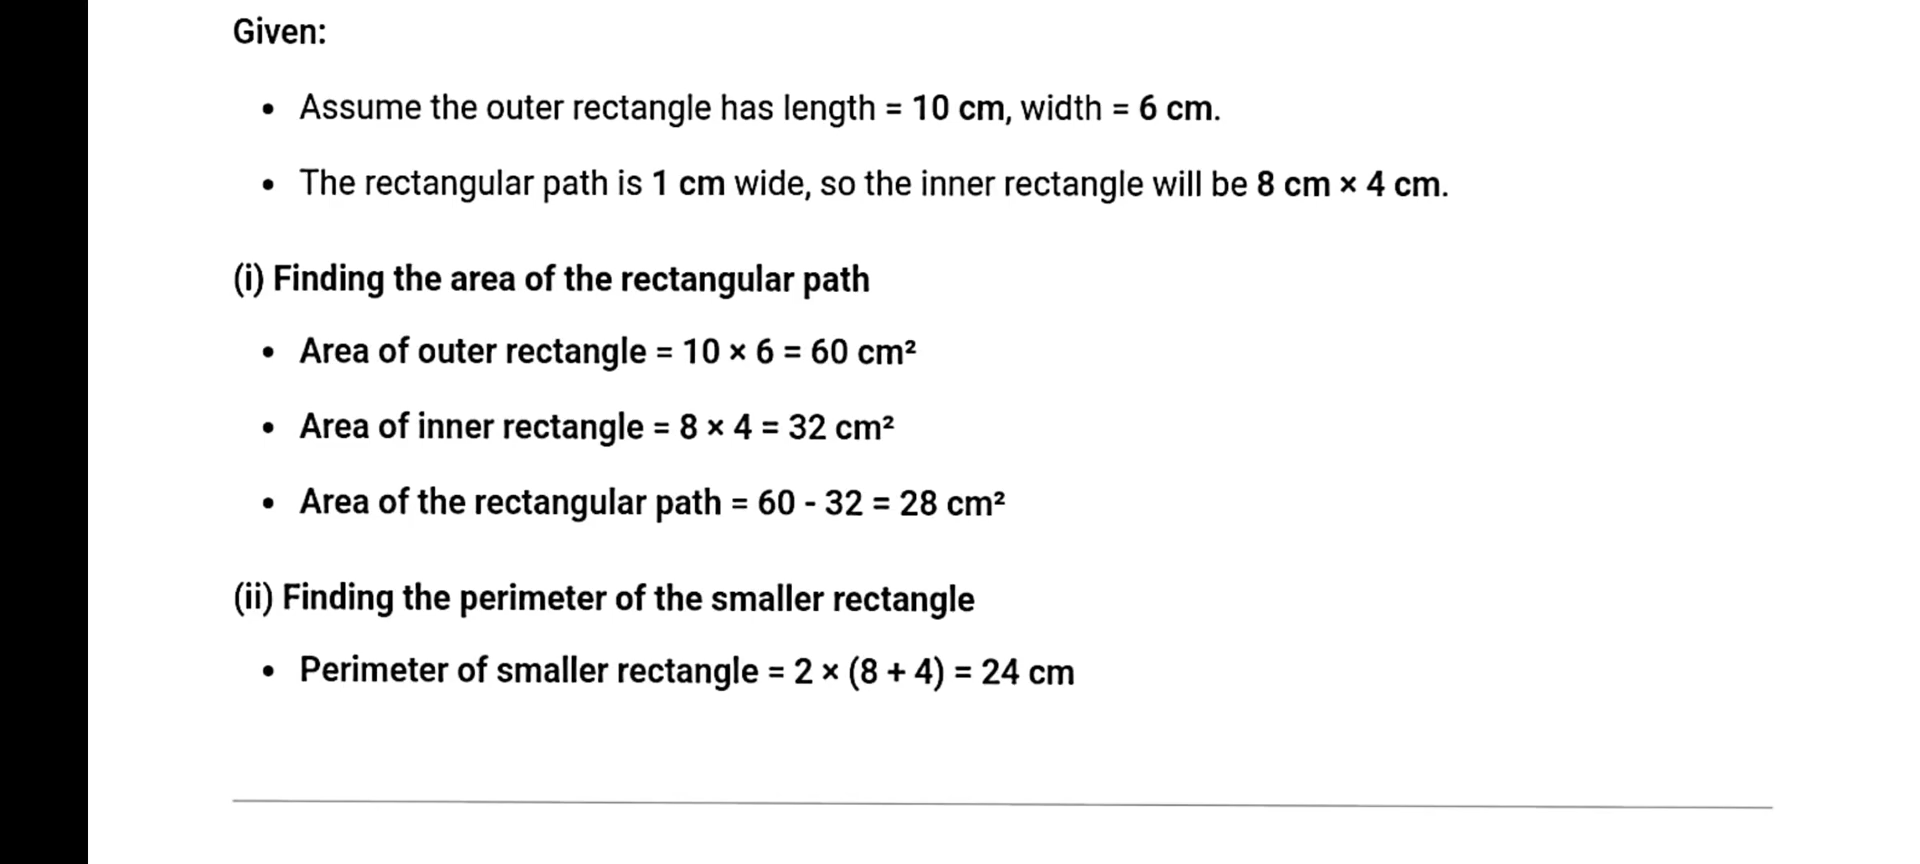 Given:
• Assume the outer rectangle has length = 10 cm, width = 6 cm.
• The rectangular path is 1 cm wide, so the inner rectangle will be 8 cm × 4 cm.
(i) Finding the area of the rectangular path
• Area of outer rectangle = 10 × 6 = 60 cm²
• Area of inner rectangle = 8 × 4 = 32 cm²
• Area of the rectangular path = 60 - 32 = 28 cm²
(ii) Finding the perimeter of the smaller rectangle
• Perimeter of smaller rectangle = 2 × (8 + 4) = 24 cm